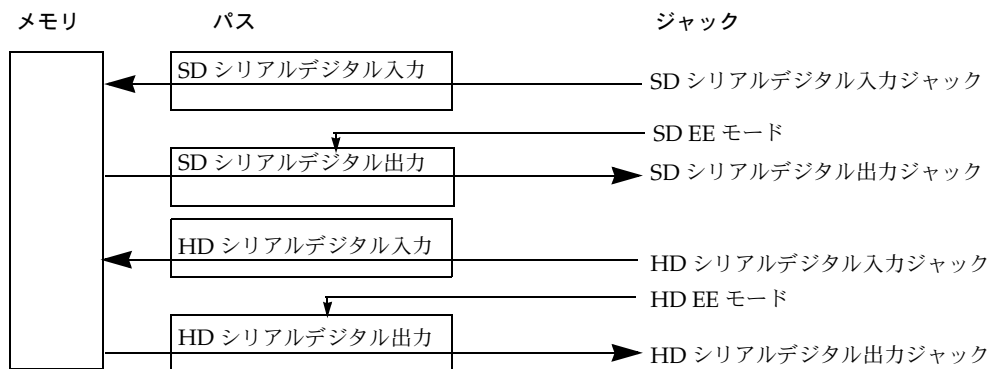 メモリ パス ジャック
SD シリアルデジタル入力
SD シリアルデジタル入力ジャック
SD EE モード
SD シリアルデジタル出力
SD シリアルデジタル出力ジャック
HD シリアルデジタル入力
HD シリアルデジタル入力ジャック
HD EE モード
HD シリアルデジタル出力
HD シリアルデジタル出力ジャック